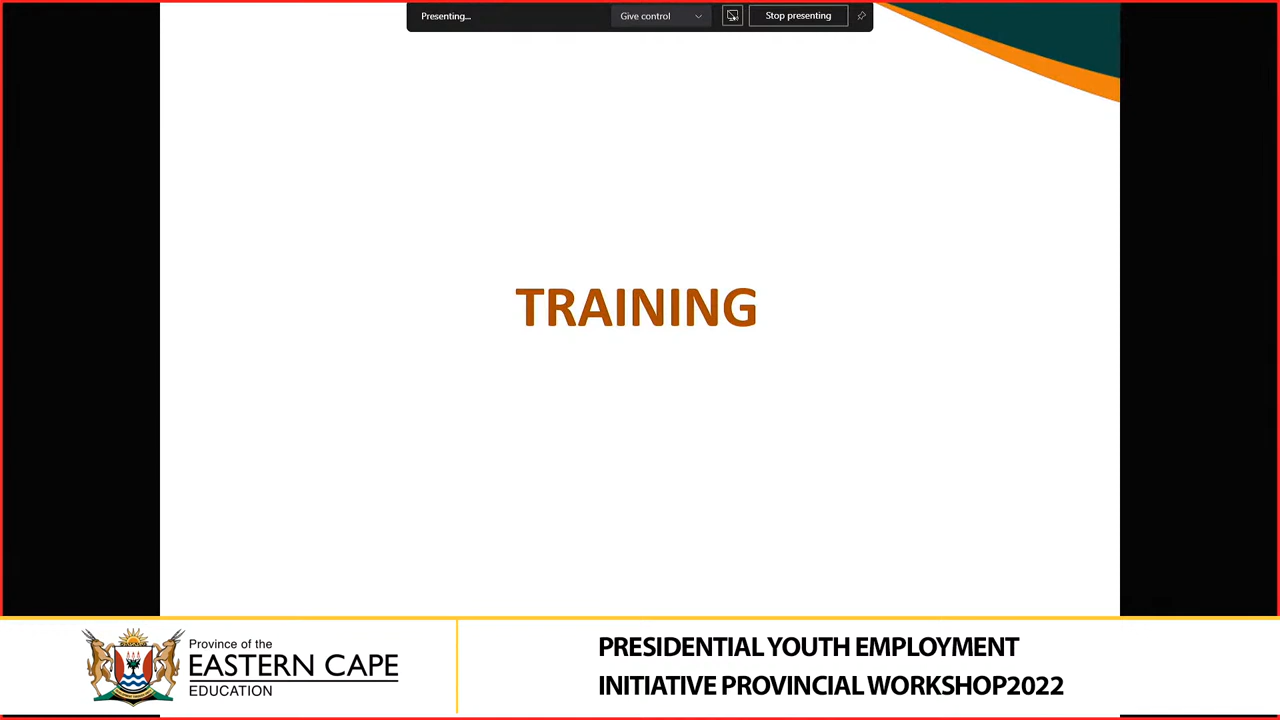 Presenting...
Give control
Stop presenting
TRAINING
Province of the
EASTERN CAPE
EDUCATION
PRESIDENTIAL YOUTH EMPLOYMENT
INITIATIVE PROVINCIAL WORKSHOP2022